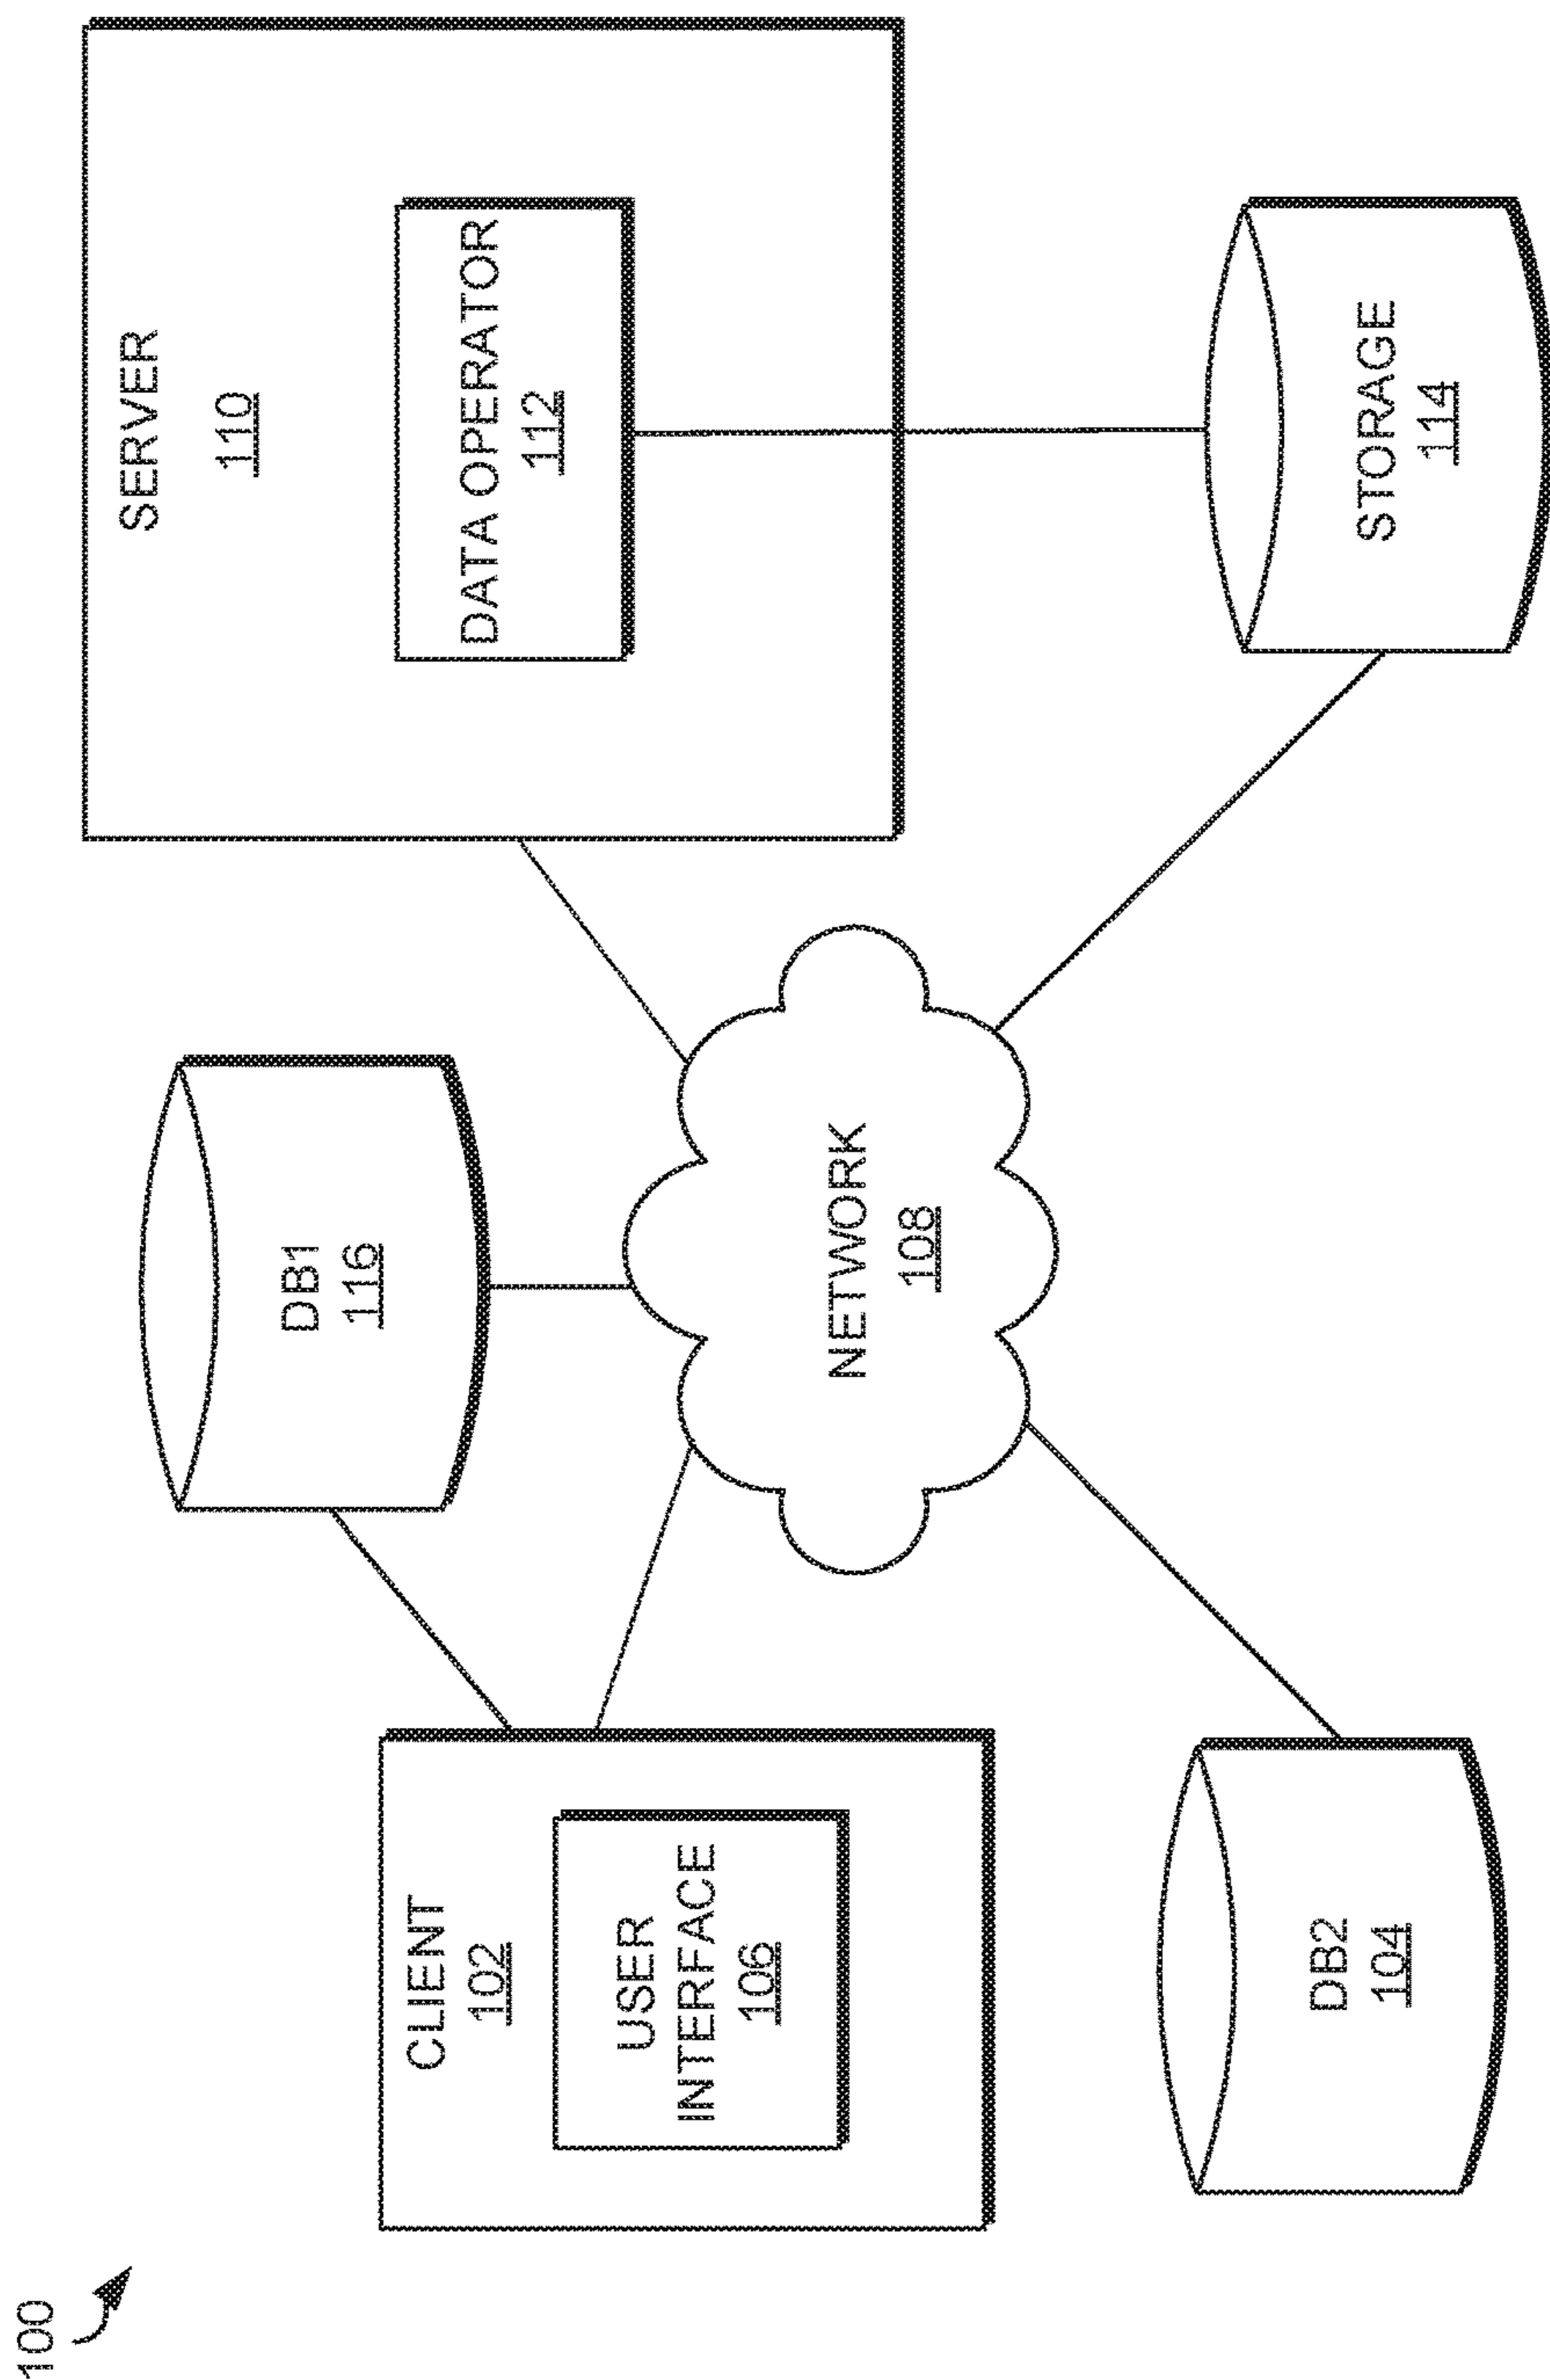 100
CLIENT
102
USER
INTERFACE
106
DB2
104
DB1
116
NETWORK
108
SERVER
110
DATA OPERATOR
112
STORAGE
114